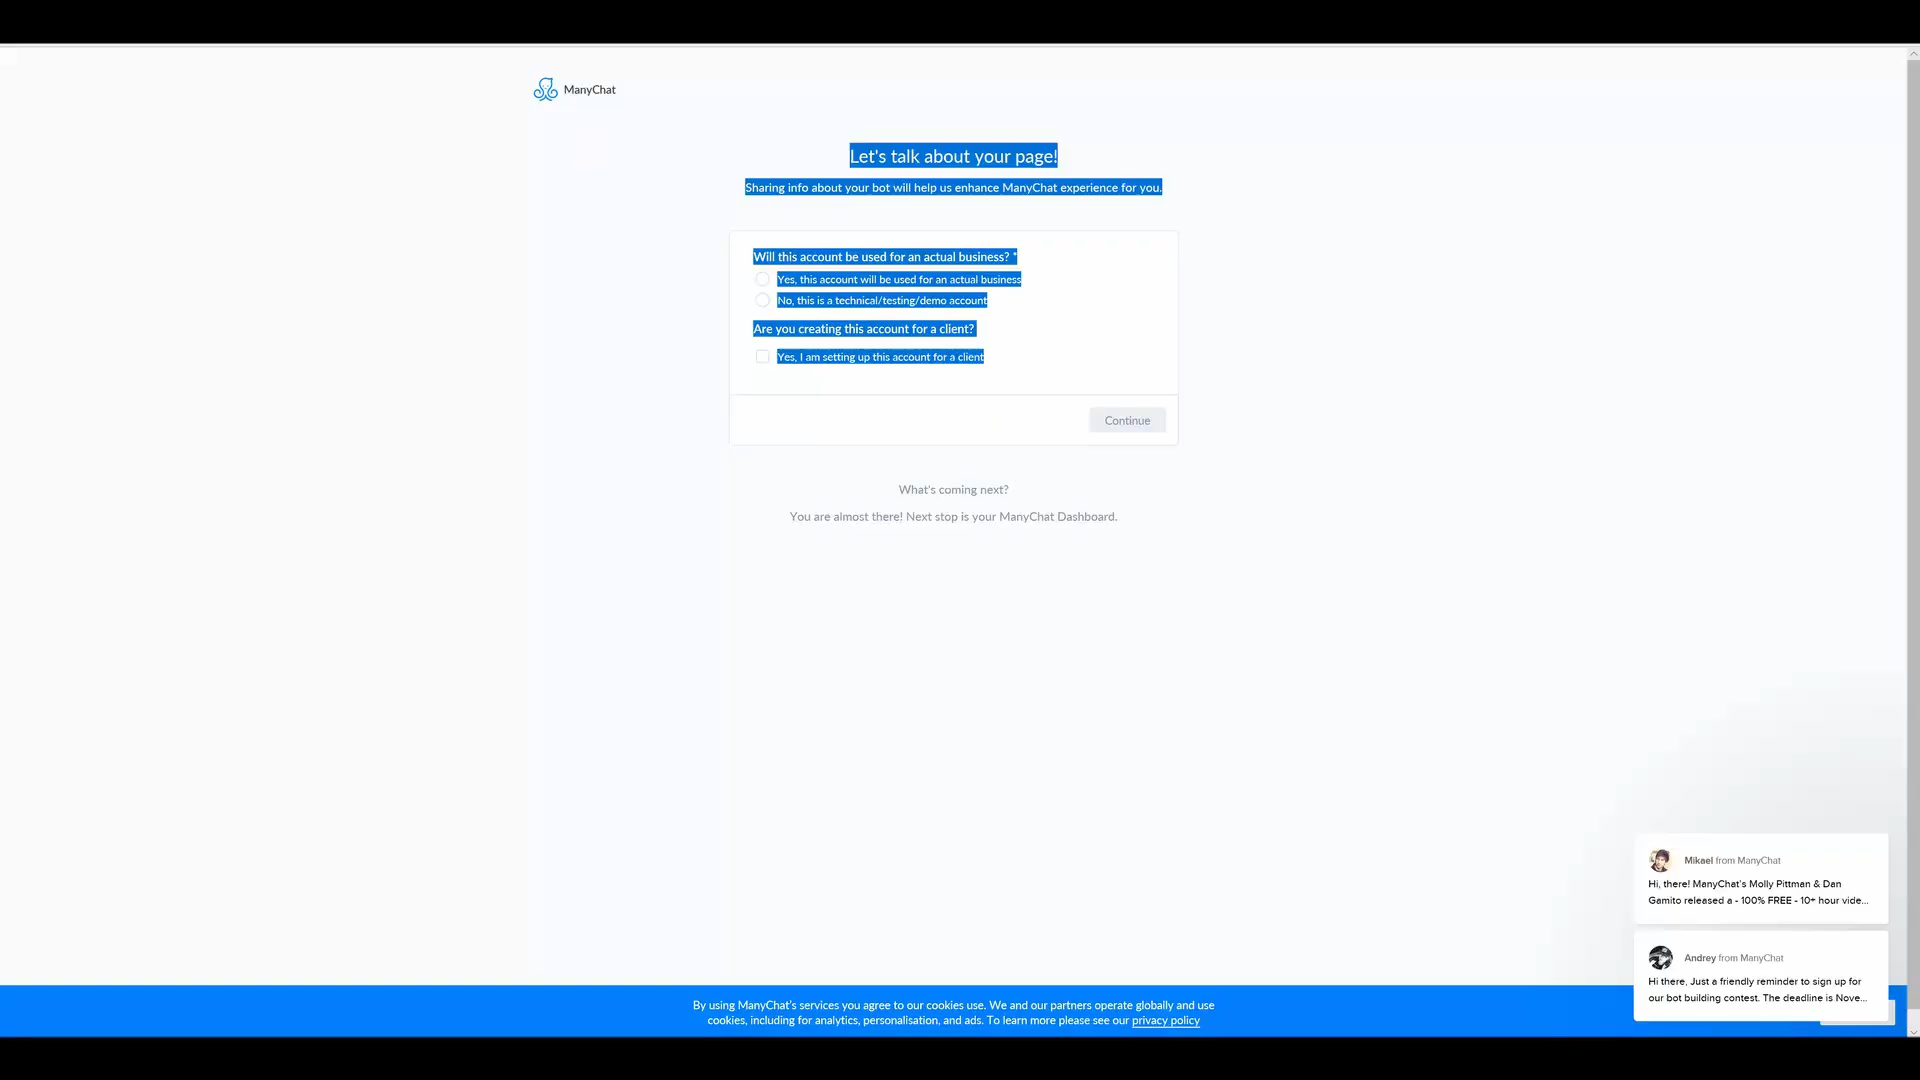 ManyChat
Let's talk about your page!
Sharing info about your bot will help us enhance ManyChat experience for you.
Will this account be used for an actual business? *
Yes, this account will be used for an actual business
No, this is a technical/testing/demo account
Are you creating this account for a client?
Yes, I am setting up this account for a client
Continue
What's coming next?
You are almost there! Next stop is your ManyChat Dashboard.
Mikael from ManyChat
Hi, there! ManyChat's Molly Pittman & Dan
Gamito released a - 100% FREE - 10+ hour vide...
Andrey from ManyChat
Hi there, Just a friendly reminder to sign up for
our bot building contest. The deadline is Nove...
By using ManyChat's services you agree to our cookies use. We and our partners operate globally and use
cookies, including for analytics, personalisation, and ads. To learn more please see our privacy policy